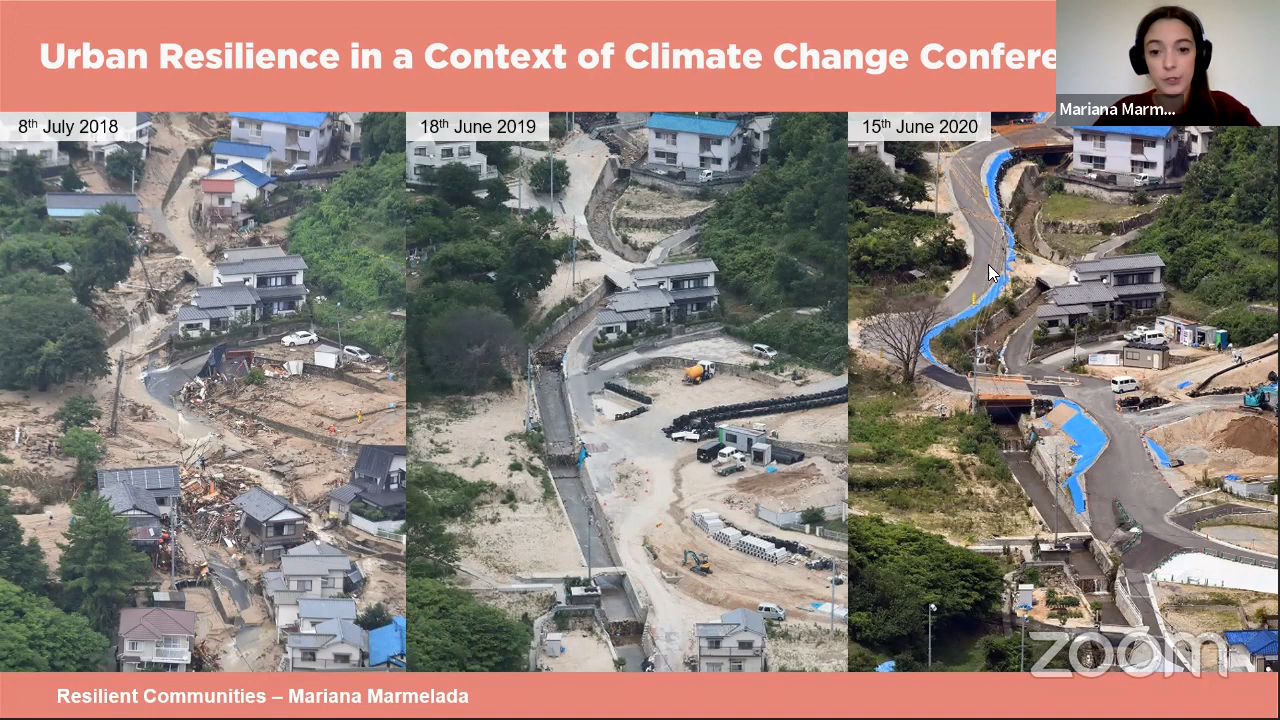 Urban Resilience in a Context of Climate Change Confere
Mariana Marm...
8th July 2018
18th June 2019
15th June 2020
zoom
Resilient Communities – Mariana Marmelada